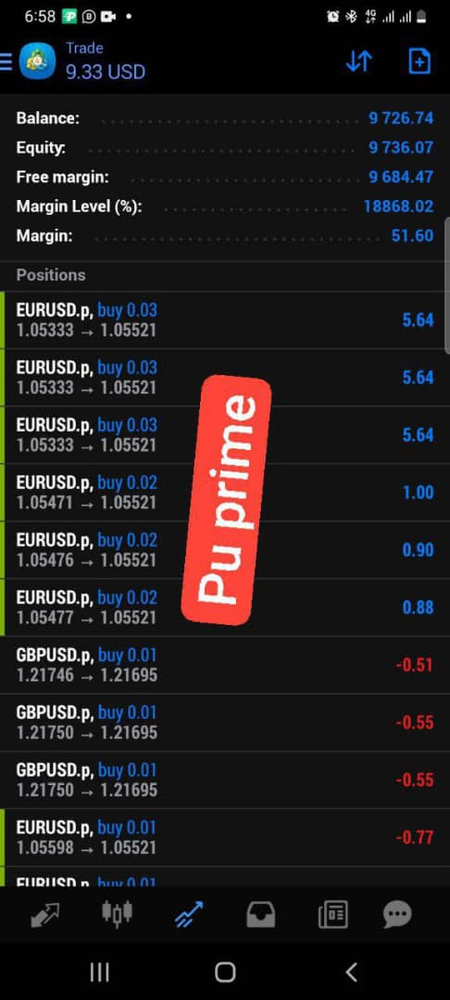 6:58
4G
Trade
9.33 USD
Balance: 9 726.74
Equity: 9 736.07
Free margin: 9 684.47
Margin Level (%): 18868.02
Margin: 51.60
Positions
EURUSD.p, buy 0.03
1.05333 → 1.05521 5.64
EURUSD.p, buy 0.03
1.05333 → 1.05521 5.64
EURUSD.p, buy 0.03
1.05333 → 1.05521 5.64
EURUSD.p, buy 0.02
1.05471 → 1.05521 1.00
EURUSD.p, buy 0.02
1.05476 → 1.05521 0.90
EURUSD.p, buy 0.02
1.05477 → 1.05521 0.88
GBPUSD.p, buy 0.01
1.21746 → 1.21695 -0.51
GBPUSD.p, buy 0.01
1.21750 → 1.21695 -0.55
GBPUSD.p, buy 0.01
1.21750 → 1.21695 -0.55
EURUSD.p, buy 0.01
1.05598 → 1.05521 -0.77
EURUSD.p, buy 0.01
Pu prime